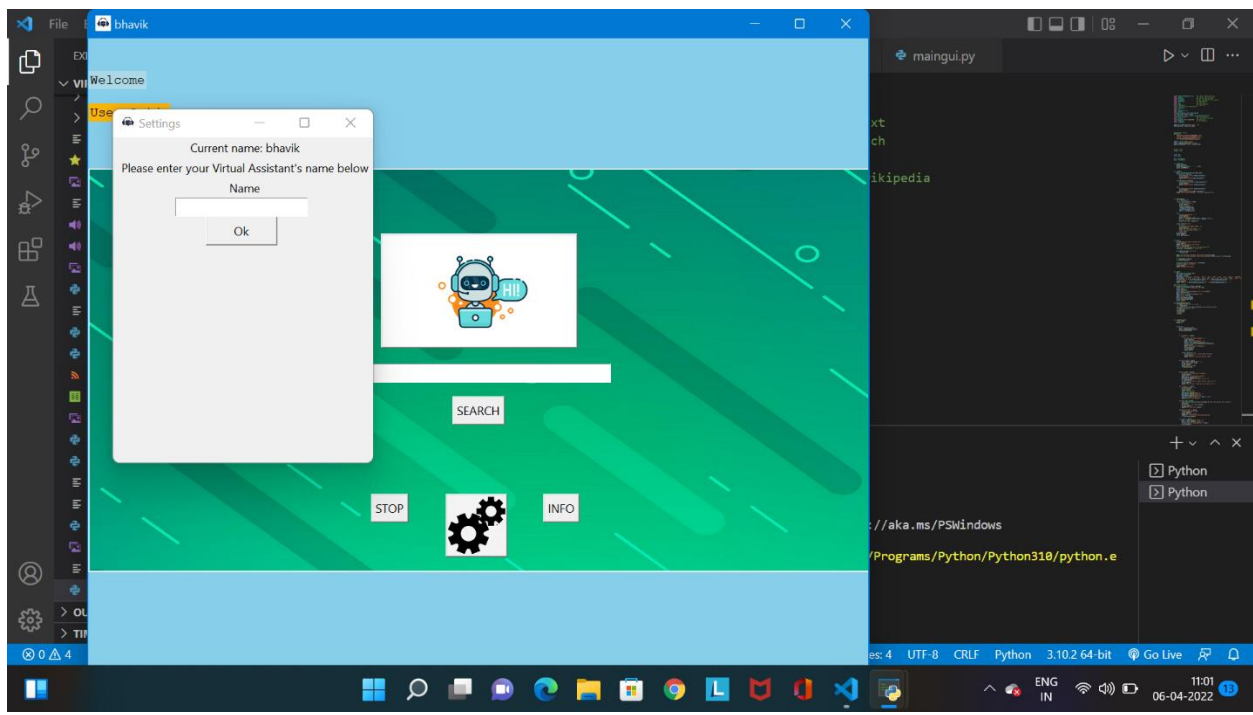 File
bhavik
maingui.py
Welcome
Settings
Current name: bhavik
Please enter your Virtual Assistant's name below
Name
Ok
HI!
SEARCH
STOP
INFO
xt
ch
ikipedia
Python
Python
://aka.ms/PSWindows
/Programs/Python/Python310/python.e
0 4
es: 4 UTF-8 CRLF Python 3.10.2 64-bit Go Live
L
ENG
IN
11:01
06-04-2022
13